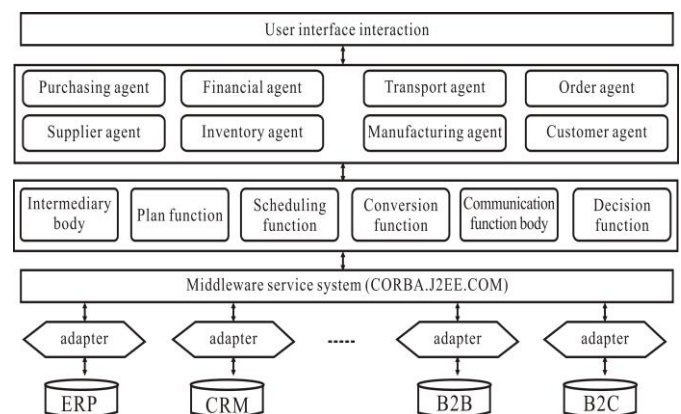 User interface interaction
Purchasing agent
Financial agent
Transport agent
Order agent
Supplier agent
Inventory agent
Manufacturing agent
Customer agent
Intermediary
body
Plan function
Scheduling
function
Conversion
function
Communication
function body
Decision
function
Middleware service system (CORBA.J2EE.COM)
adapter
adapter
-----
adapter
adapter
ERP
CRM
B2B
B2C